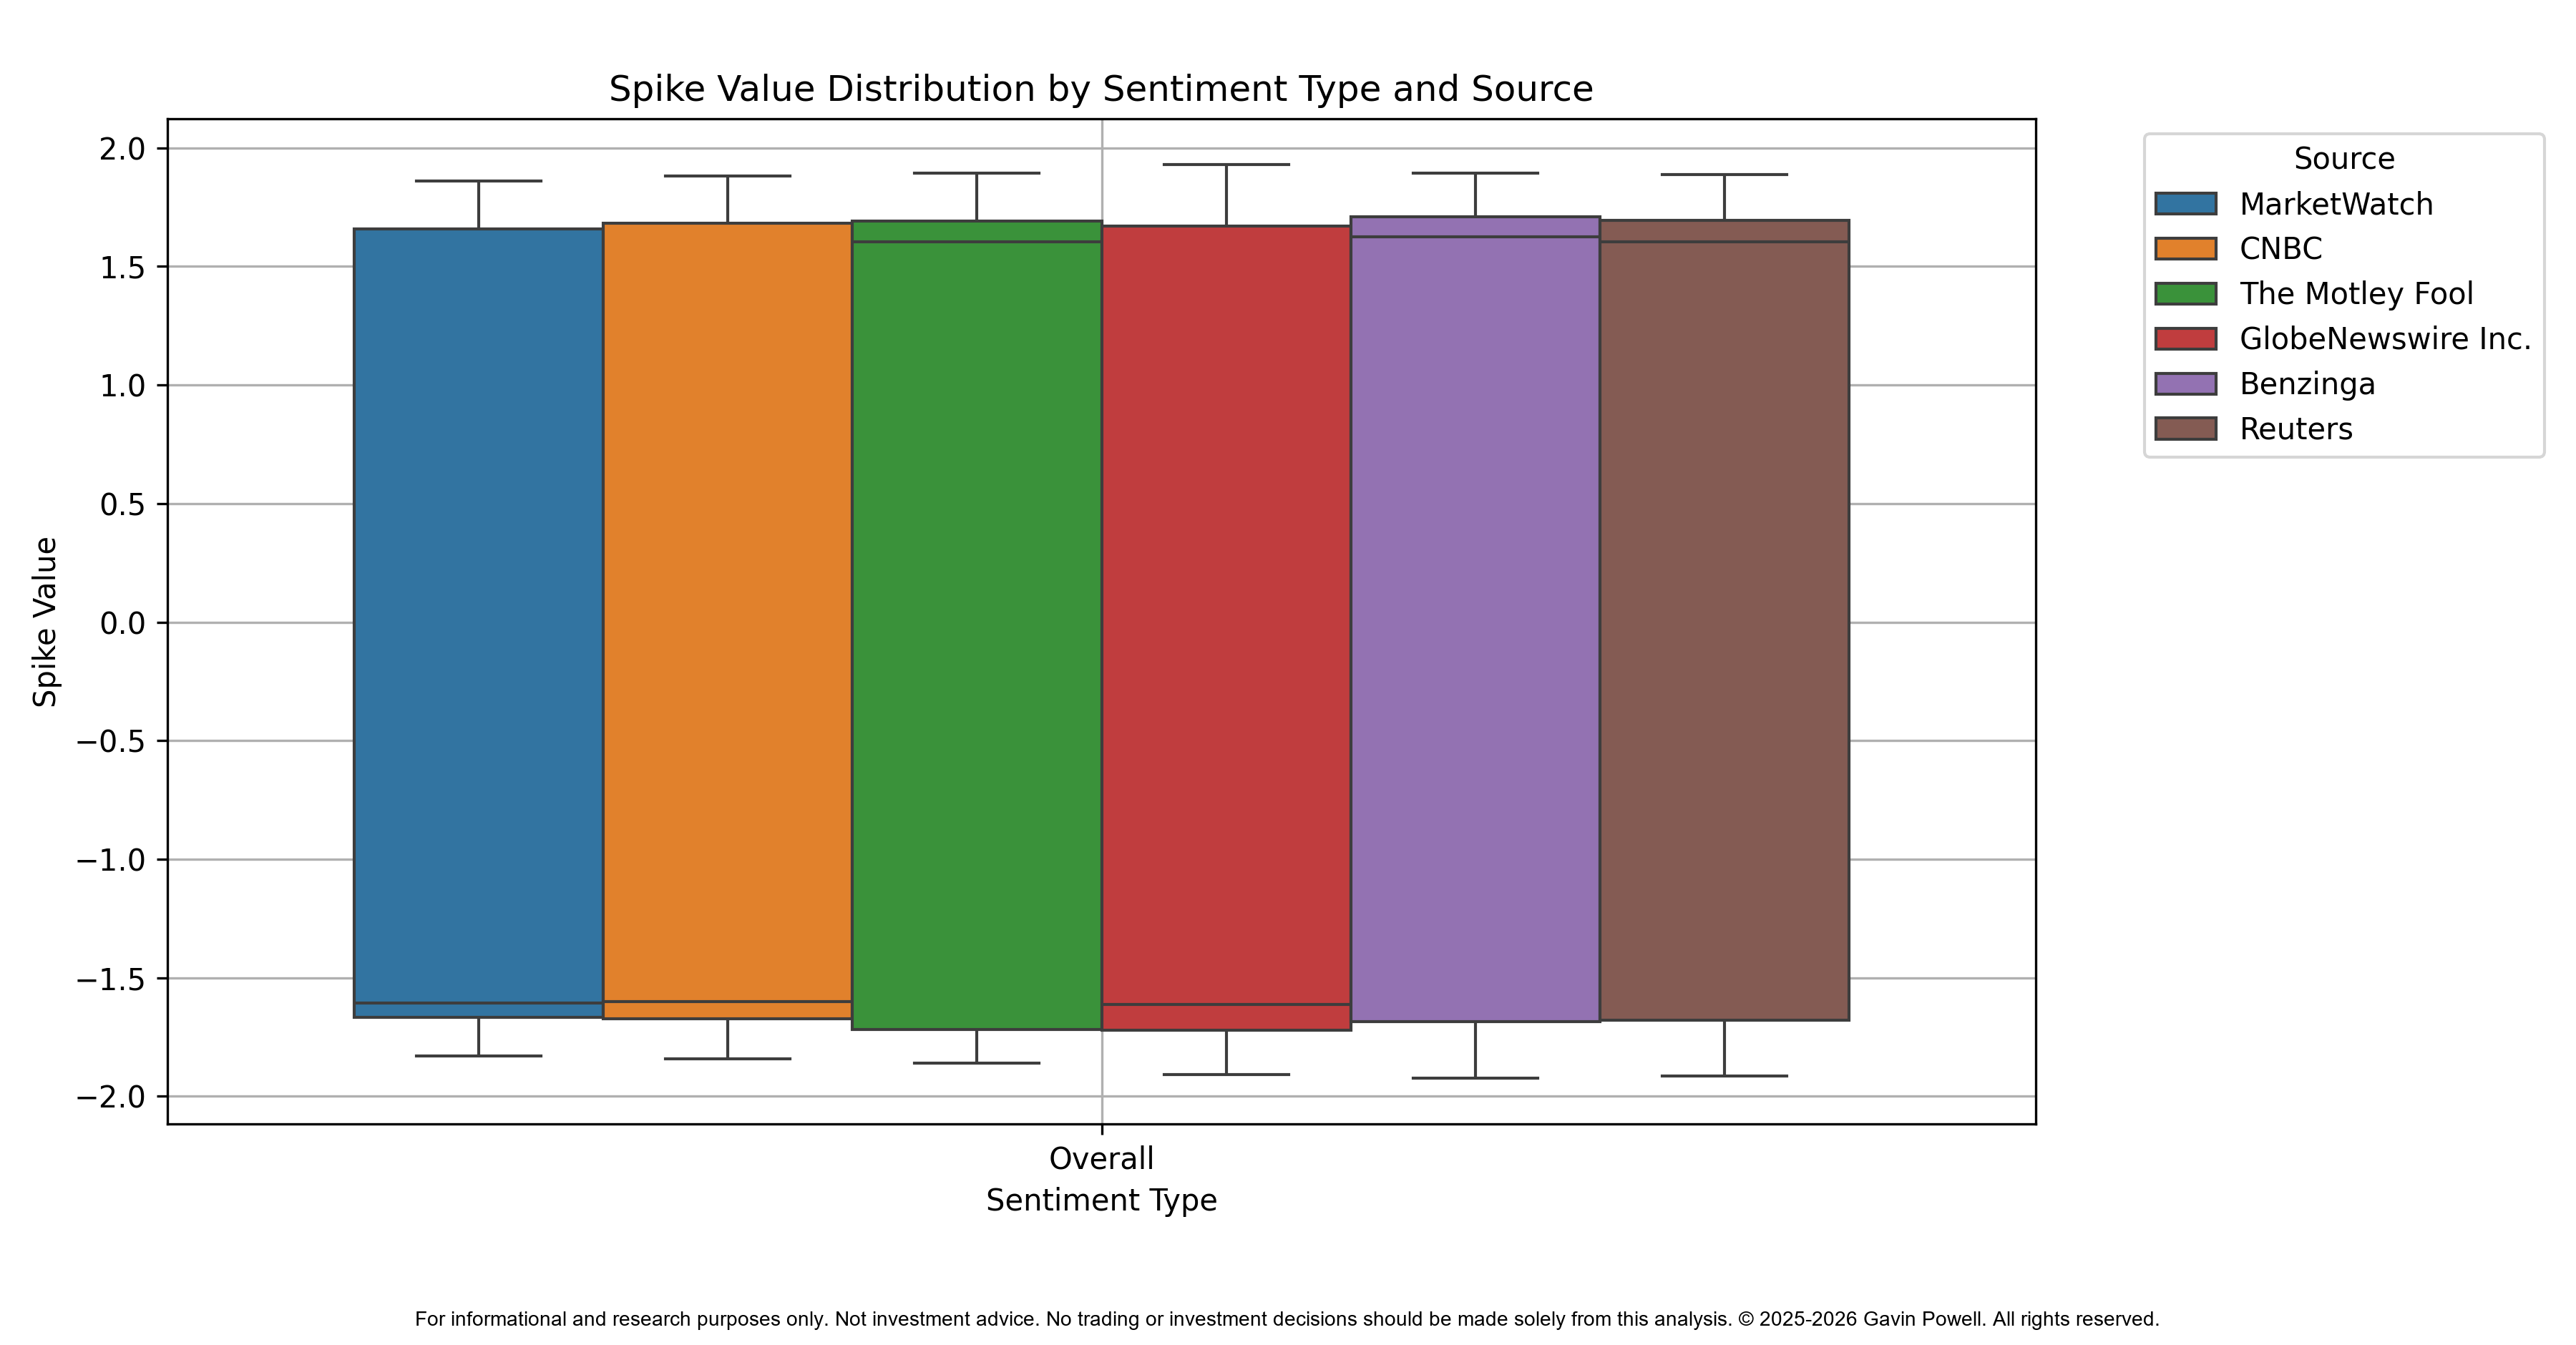 Spike Value Distribution by Sentiment Type and Source
2.0
1.5
1.0
0.5
0.0
−0.5
−1.0
−1.5
−2.0
Spike Value
Overall
Sentiment Type
Source
MarketWatch
CNBC
The Motley Fool
GlobeNewswire Inc.
Benzinga
Reuters
For informational and research purposes only. Not investment advice. No trading or investment decisions should be made solely from this analysis. © 2025-2026 Gavin Powell. All rights reserved.